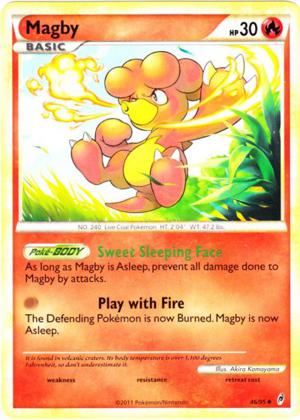 Magby
HP30
BASIC
NO. 240 Live Coal Pokémon HT: 2'04" WT: 47.2 lbs.
Poké-BODY Sweet Sleeping Face
As long as Magby is Asleep, prevent all damage done to
Magby by attacks.
Play with Fire
The Defending Pokémon is now Burned. Magby is now
Asleep.
It is found in volcanic craters. Its body temperature is over 1,100 degrees
Fahrenheit, so don't underestimate it.
Illus. Akira Komayama
weakness
resistance
retreat cost
©2011 Pokémon/Nintendo
46/95